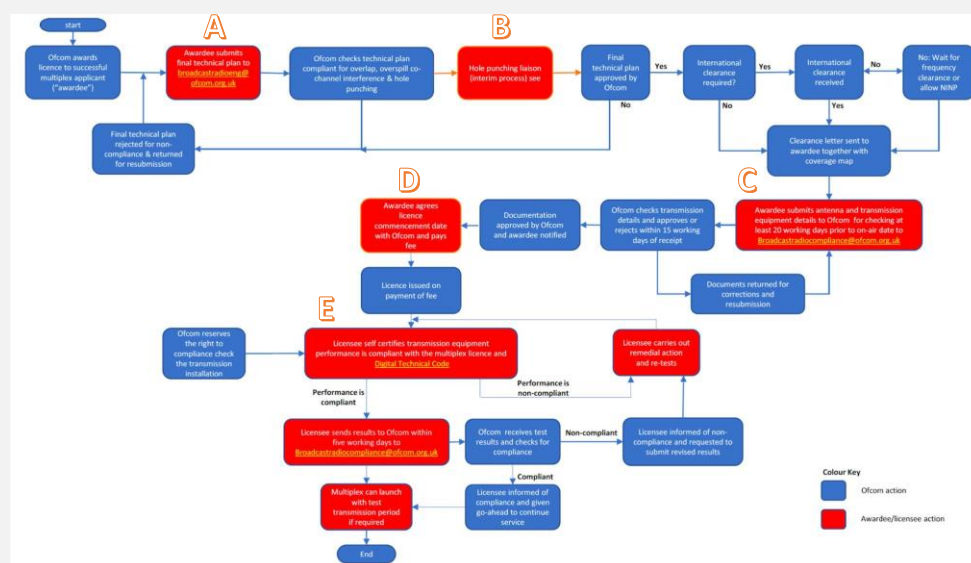 start
A
B
Ofcom awards
licence to successful
multiplex applicant
("awardee")
Awardee submits
final technical plan to
broadcastradioeng@
ofcom.org.uk
Ofcom checks technical plan
compliant for overlap, overspill co-
channel interference & hole
punching
Hole punching liaison
(interim process) see
Final
technical plan
approved by
Ofcom
Yes
International
clearance
required?
Yes
International
clearance
received
No
No: Wait for
frequency
clearance or
allow NINP
No
No
Yes
Final technical plan
rejected for non-
compliance & returned
for resubmission
Clearance letter sent to
awardee together with
coverage map
D
C
Awardee agrees
licence
commencement date
with Ofcom and pays
fee
Documentation
approved by Ofcom
and awardee notified
Ofcom checks transmission
details and approves or
rejects within 15 working
days of receipt
Awardee submits antenna and transmission
equipment details to Ofcom for checking at
least 20 working days prior to on-air date to
Broadcastradiocompliance@ofcom.org.uk
Licence issued on
payment of fee
Documents returned for
corrections and
resubmission
E
Ofcom reserves
the right to
compliance check
the transmission
installation
Licensee self certifies transmission equipment
performance is compliant with the multiplex licence and
Digital Technical Code
Licensee carries out
remedial action
and re-tests
Performance is
compliant
Performance is
non-compliant
Licensee sends results to Ofcom within
five working days to
Broadcastradiocompliance@ofcom.org.uk
Ofcom receives test
results and checks for
compliance
Non-compliant
Licensee informed of non-
compliance and requested to
submit revised results
Compliant
Multiplex can launch
with test
transmission period
if required
Licensee informed of
compliance and given
go-ahead to continue
service
End
Colour Key
Ofcom action
Awardee/licensee action